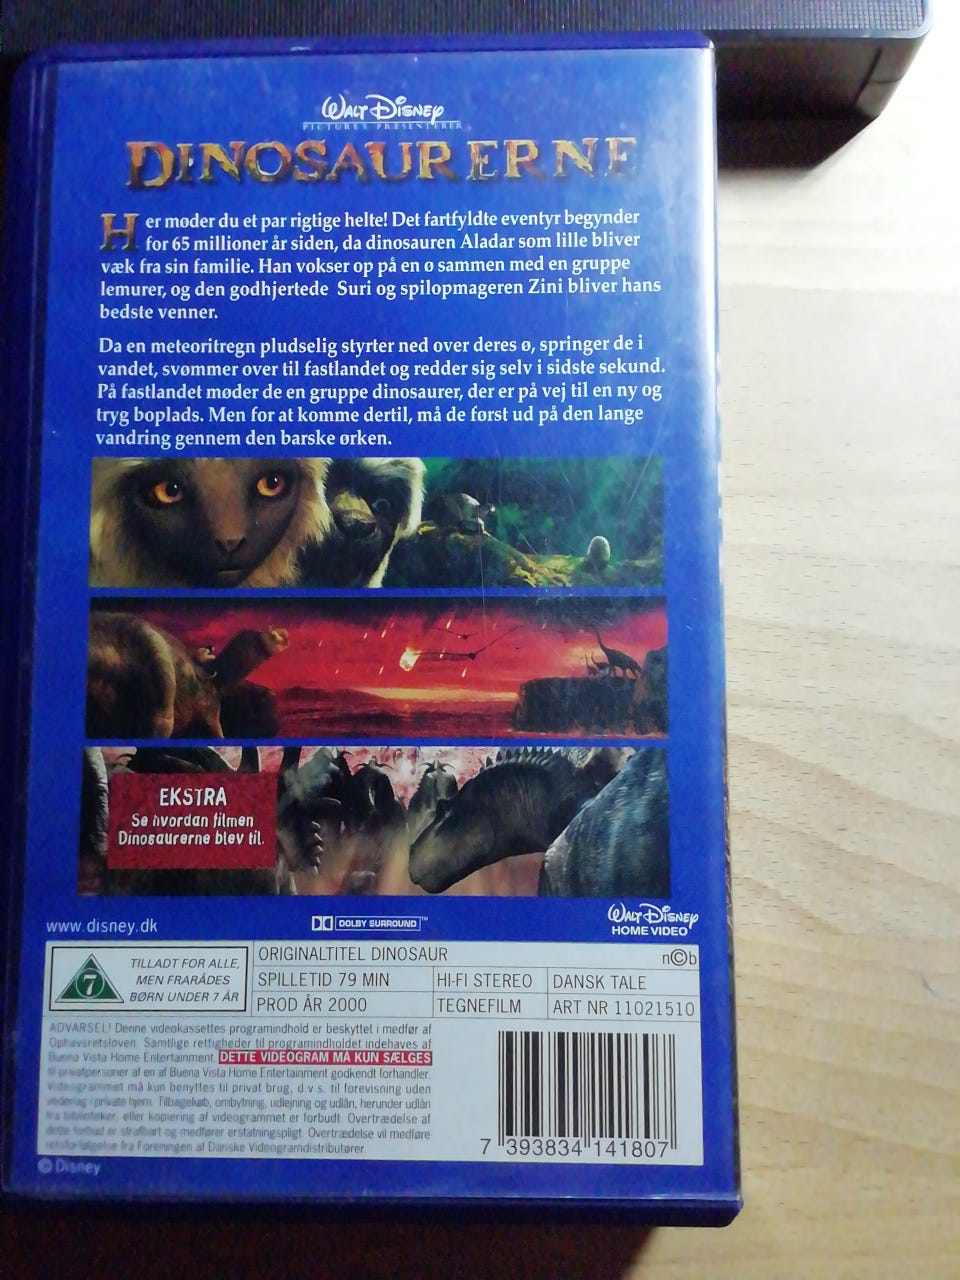 WALT DISNEY
PICTURES PRÆSENTERER
DINOSAURERNE
Her møder du et par rigtige helte! Det fartfyldte eventyr begynder
for 65 millioner år siden, da dinosauren Aladar som lille bliver
væk fra sin familie. Han vokser op på en ø sammen med en gruppe
lemurer, og den godhjertede Suri og spilopmageren Zini bliver hans
bedste venner.
Da en meteoritregn pludselig styrter ned over deres ø, springer de i
vandet, svømmer over til fastlandet og redder sig selv i sidste sekund.
På fastlandet møder de en gruppe dinosaurer, der er på vej til en ny og
tryg boplads. Men for at komme dertil, må de først ud på den lange
vandring gennem den barske ørken.
EKSTRA
Se hvordan filmen
Dinosaurerne blev til.
www.disney.dk
DOLBY SURROUND™
WALT DISNEY
HOME VIDEO
7
TILLADT FOR ALLE,
MEN FRARÅDES
BØRN UNDER 7 ÅR
ORIGINALTITEL DINOSAUR
n©b
SPILLETID 79 MIN
HI-FI STEREO
DANSK TALE
PROD ÅR 2000
TEGNEFILM
ART NR 11021510
ADVARSEL! Denne videokassettes programindhold er beskyttet i medfør af
Ophavsretsloven. Samtlige rettigheder til programindholdet indehaves af
Buena Vista Home Entertainment. DETTE VIDEOGRAM MÅ KUN SÆLGES
til privatpersoner af en af Buena Vista Home Entertainment godkendt forhandler.
Videogrammet må kun benyttes til privat brug, d v s. til forevisning uden
vederlag i private hjem. Tilbagekøb, ombytning, udlejning og udlån, herunder udlån
fra biblioteker, eller kopiering af videogrammet er forbudt. Overtrædelse af
dette forbud er strafbart og medfører erstatningspligt. Overtrædelse vil medføre
retsforfølgelse fra Foreningen af Danske Videogramdistributører.
7 393834 141807
© Disney